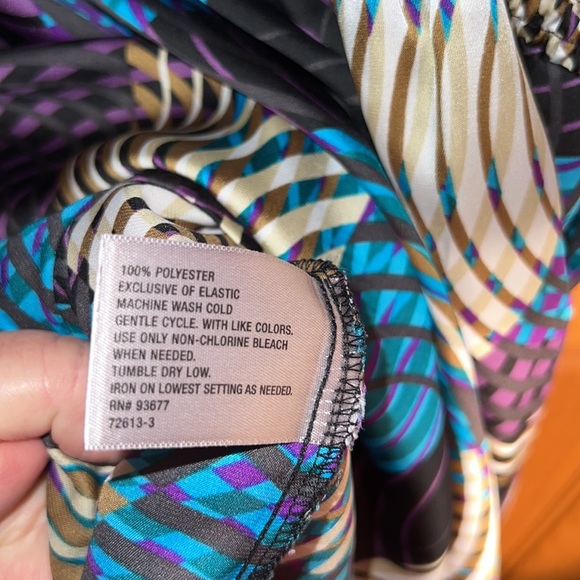 100% POLYESTER
EXCLUSIVE OF ELASTIC
MACHINE WASH COLD
GENTLE CYCLE. WITH LIKE COLORS.
USE ONLY NON-CHLORINE BLEACH
WHEN NEEDED.
TUMBLE DRY LOW.
IRON ON LOWEST SETTING AS NEEDED.
RN# 93677
72613-3